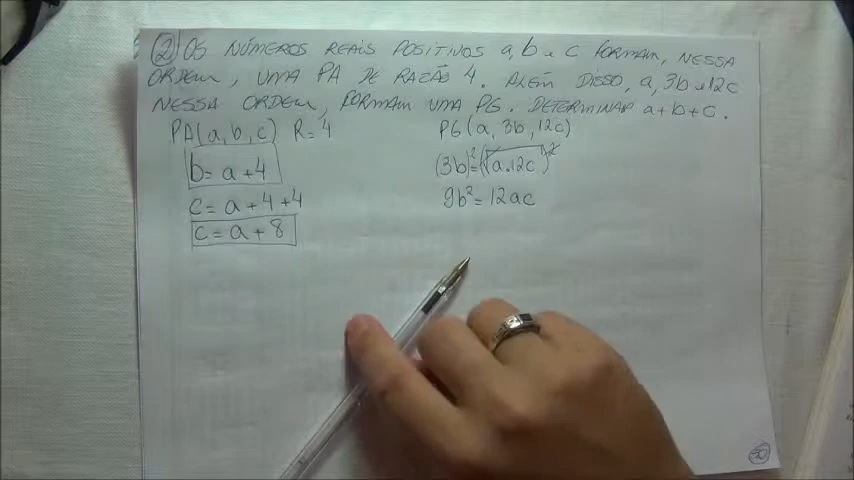 ② OS NÚMEROS REAIS POSITIVOS a, b e c FORMAM, NESSA
ORDEM, UMA PA DE RAZÃO 4. ALÉM DISSO, a, 3b e 12c
NESSA ORDEM, FORMAM UMA PG. DETERMINAR a+b+c.
PA(a, b, c) R=4
b = a + 4
c = a + 4 + 4
c = a + 8
PG(a, 3b, 12c)
(3b)² = (√a.12c)²
9b² = 12ac